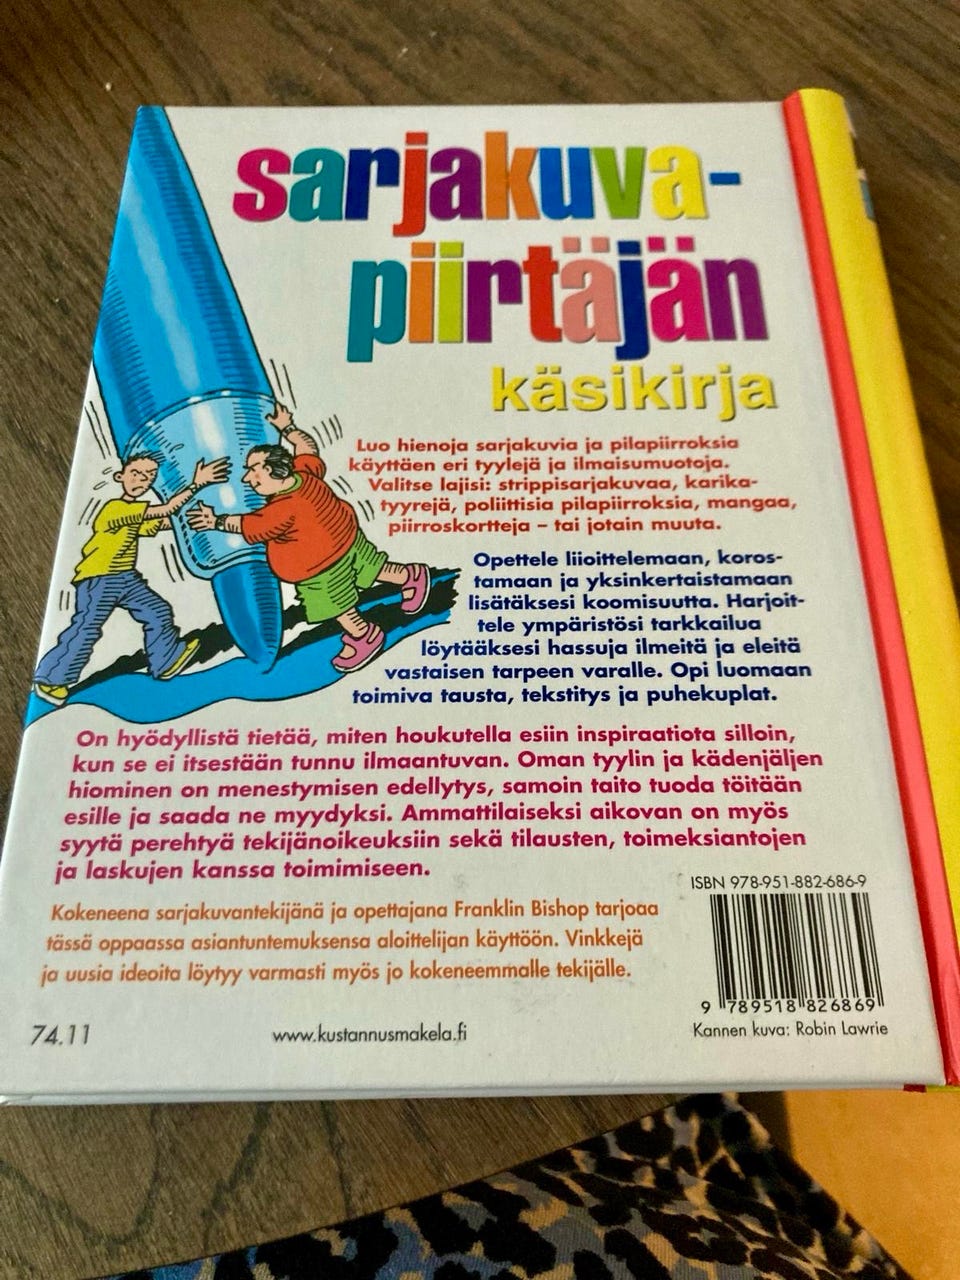 sarjakuva-
piirtäjän
käsikirja
Luo hienoja sarjakuvia ja pilapiirroksia
käyttäen eri tyylejä ja ilmaisumuotoja.
Valitse lajisi: strippisarjakuvaa, karika-
tyyrejä, poliittisia pilapiirroksia, mangaa,
piirroskortteja – tai jotain muuta.
Opettele liioittelemaan, koros-
tamaan ja yksinkertaistamaan
lisätäksesi koomisuutta. Harjoit-
tele ympäristösi tarkkailua
löytääksesi hassuja ilmeitä ja eleitä
vastaisen tarpeen varalle. Opi luomaan
toimiva tausta, tekstitys ja puhekuplat.
On hyödyllistä tietää, miten houkutella esiin inspiraatiota silloin,
kun se ei itsestään tunnu ilmaantuvan. Oman tyylin ja kädenjäljen
hiominen on menestymisen edellytys, samoin taito tuoda töitään
esille ja saada ne myydyksi. Ammattilaiseksi aikovan on myös
syytä perehtyä tekijänoikeuksiin sekä tilausten, toimeksiantojen
ja laskujen kanssa toimimiseen.
Kokeneena sarjakuvantekijänä ja opettajana Franklin Bishop tarjoaa
tässä oppaassa asiantuntemuksensa aloittelijan käyttöön. Vinkkejä
ja uusia ideoita löytyy varmasti myös jo kokeneemmalle tekijälle.
ISBN 978-951-882-686-9
9 789518 826869
74.11
www.kustannusmakela.fi
Kannen kuva: Robin Lawrie